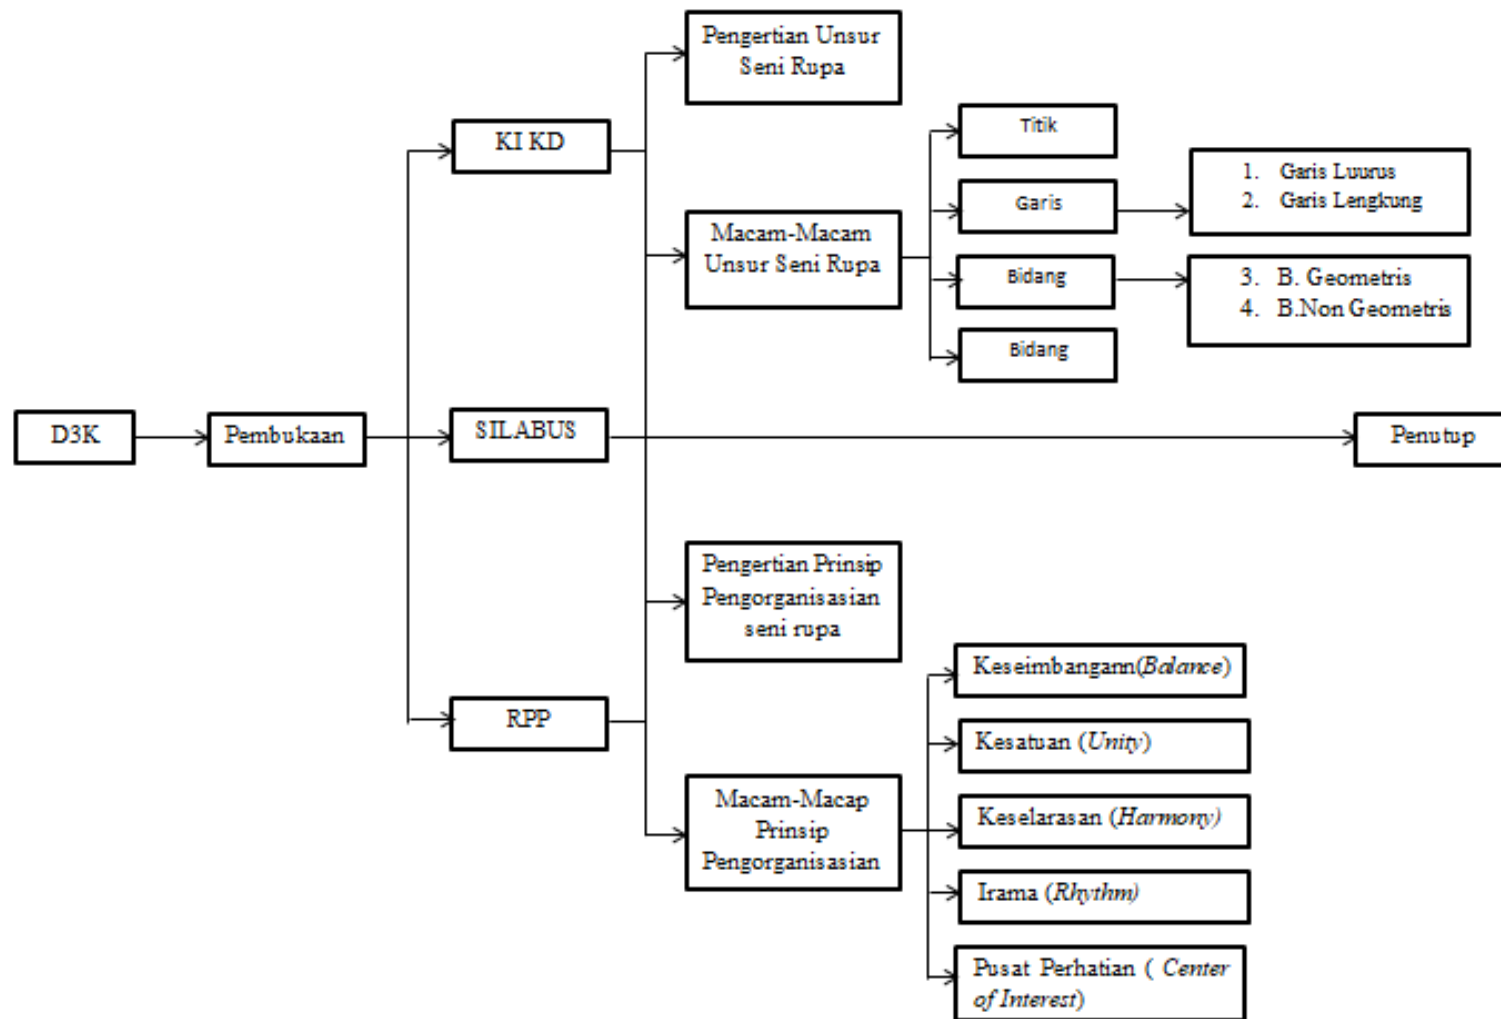 D3K
Pembukaan
KI KD
SILABUS
RPP
Pengertian Unsur
Seni Rupa
Macam-Macam
Unsur Seni Rupa
Titik
Garis
1. Garis Luurus
2. Garis Lengkung
Bidang
3. B. Geometris
4. B.Non Geometris
Bidang
Penutup
Pengertian Prinsip
Pengorganisasian
seni rupa
Macam-Macap
Prinsip
Pengorganisasian
Keseimbangann(Balance)
Kesatuan (Unity)
Keselarasan (Harmony)
Irama (Rhythm)
Pusat Perhatian ( Center
of Interest)